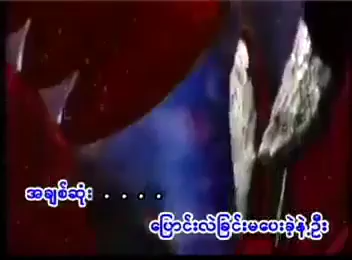 အချစ်ဆုံး . . . .
ပြောင်းလဲခြင်းမပေးခဲ့နဲ့ဦး